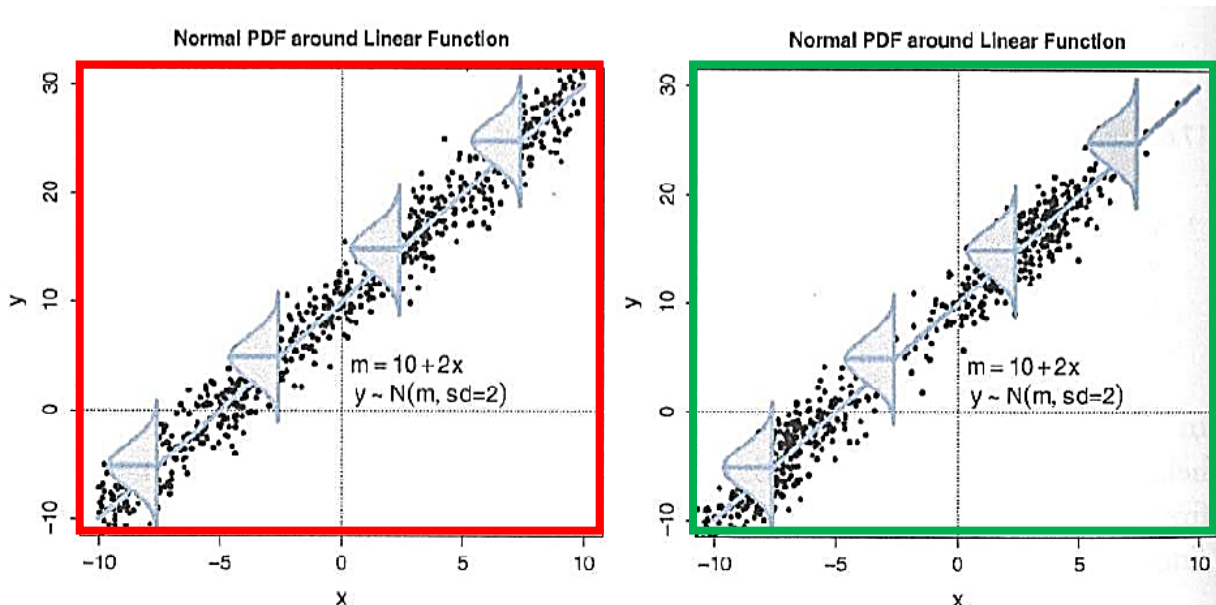 Normal PDF around Linear Function
30
20
10
0
−10
y
m = 10 + 2x
y ~ N(m, sd=2)
−10 −5 0 5 10
x
Normal PDF around Linear Function
30
20
10
0
−10
y
m = 10 + 2x
y ~ N(m, sd=2)
−10 −5 0 5 10
x